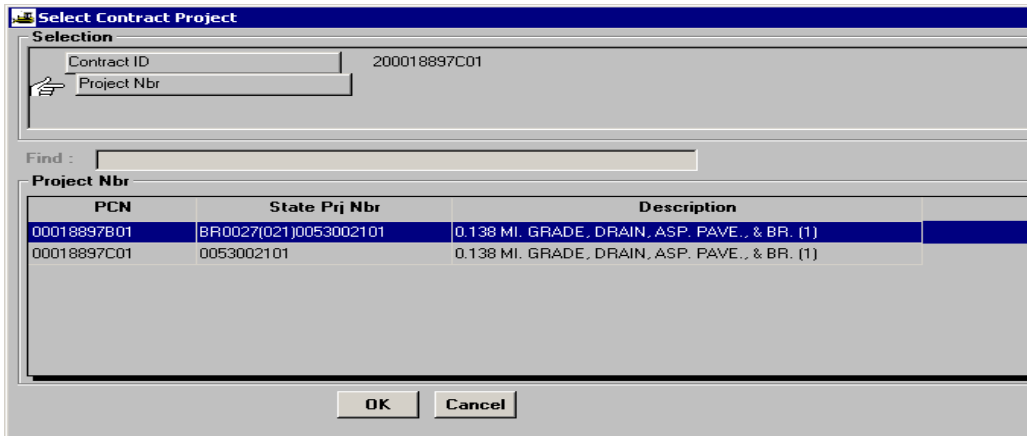 Select Contract Project
Selection
Contract ID 200018897C01
Project Nbr
Find :
Project Nbr
PCN State Prj Nbr Description
00018897B01 BR0027(021)0053002101 0.138 MI. GRADE, DRAIN, ASP. PAVE., & BR. (1)
00018897C01 0053002101 0.138 MI. GRADE, DRAIN, ASP. PAVE., & BR. (1)
OK Cancel